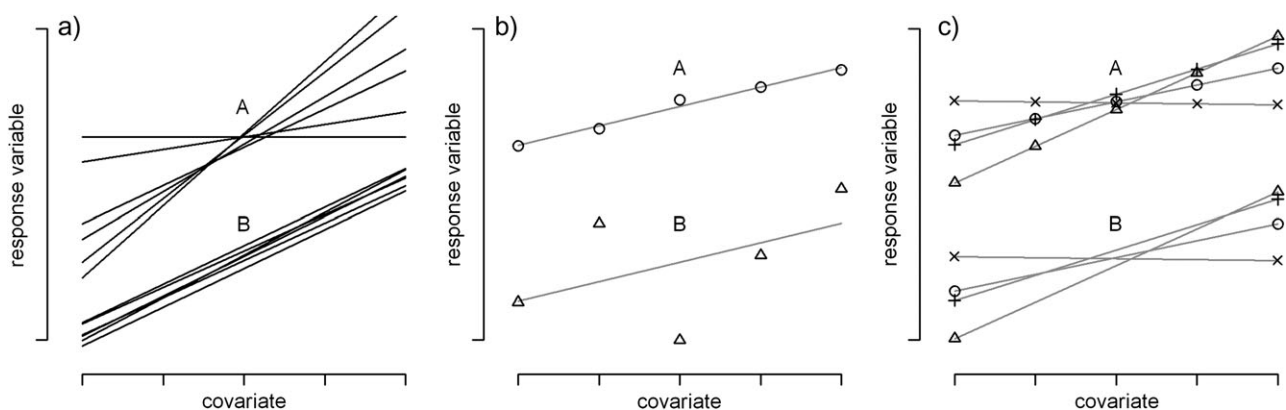 a)
A
B
response variable
covariate
b)
A
B
response variable
covariate
c)
A
B
response variable
covariate